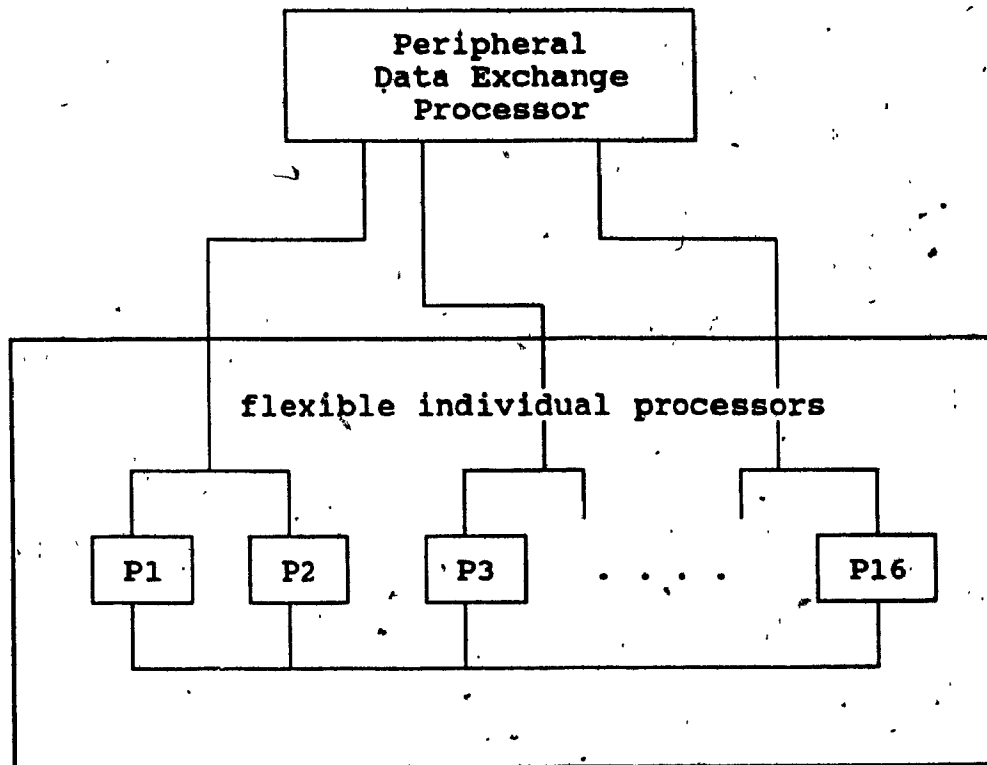 Peripheral
Data Exchange
Processor
flexible individual processors
P1 P2 P3 . . . . P16